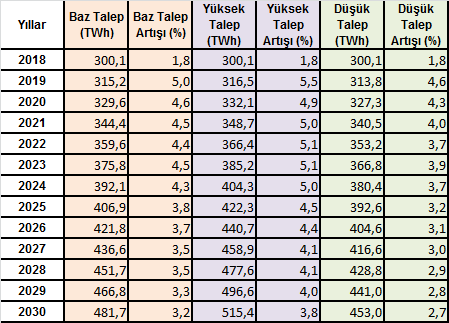 Yıllar Baz Talep (TWh) Baz Talep Artışı (%) Yüksek Talep (TWh) Yüksek Talep Artışı (%) Düşük Talep (TWh) Düşük Talep Artışı (%)
2018 300,1 1,8 300,1 1,8 300,1 1,8
2019 315,2 5,0 316,5 5,5 313,8 4,6
2020 329,6 4,6 332,1 4,9 327,3 4,3
2021 344,4 4,5 348,7 5,0 340,5 4,0
2022 359,6 4,4 366,4 5,1 353,2 3,7
2023 375,8 4,5 385,2 5,1 366,8 3,9
2024 392,1 4,3 404,3 5,0 380,4 3,7
2025 406,9 3,8 422,3 4,5 392,6 3,2
2026 421,8 3,7 440,7 4,4 404,6 3,1
2027 436,6 3,5 458,9 4,1 416,6 3,0
2028 451,7 3,5 477,6 4,1 428,8 2,9
2029 466,8 3,3 496,6 4,0 441,0 2,8
2030 481,7 3,2 515,4 3,8 453,0 2,7